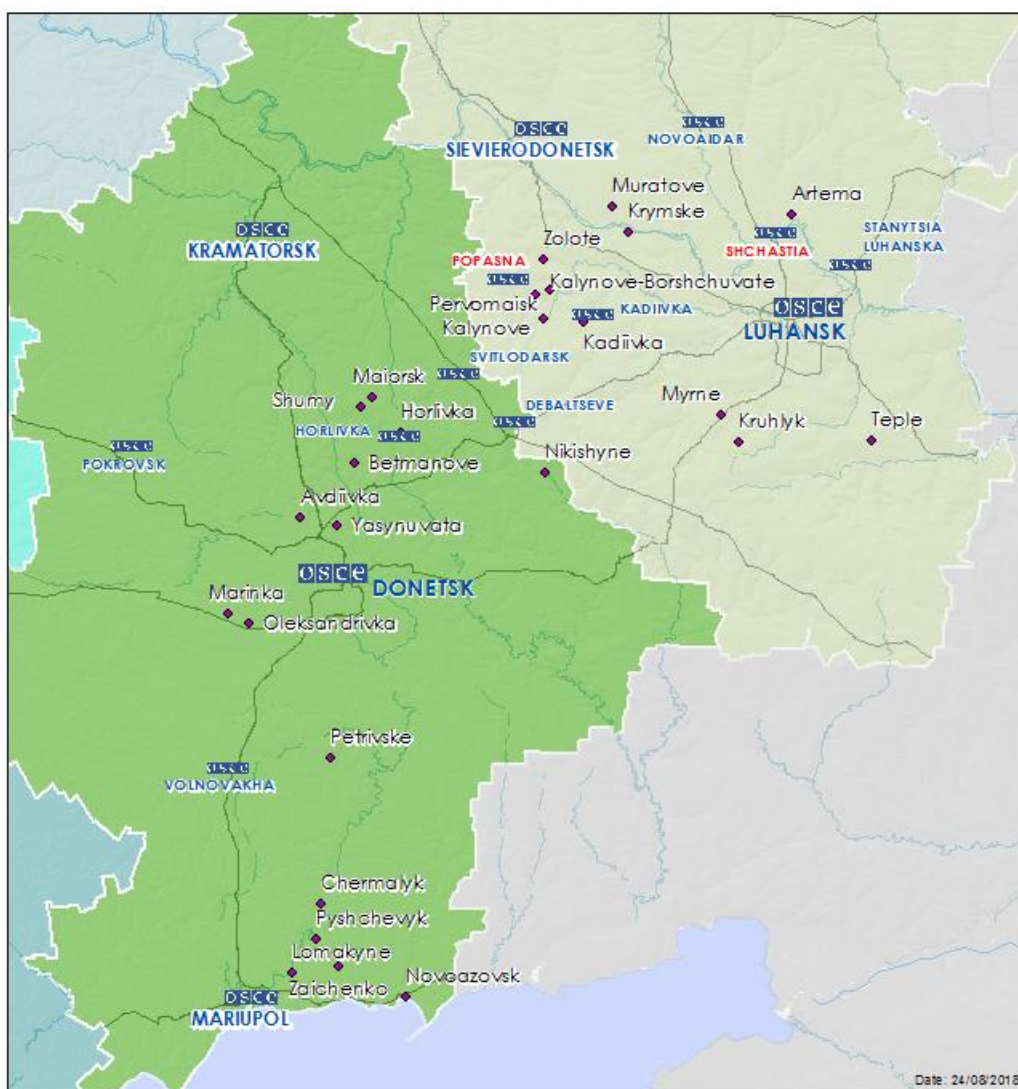 OSCE
SIEVIERODONETSK
OSCE
NOVOAIDAR
Muratove
Artema
Krymske
OSCE
KRAMATORSK
OSCE
SHCHASTIA
STANYTSIA
LUHANSKA
OSCE
Zolote
POPASNA
OSCE
Kalynove-Borshchuvate
Pervomaisk
KADIIVKA
OSCE
OSCE
LUHANSK
Kalynove
Kadiivka
SVITLODARSK
OSCE
Maiorsk
Shumy
Horlivka
DEBALTSEVE
OSCE
Myrne
Kruhlyk
Teple
HORLIVKA
OSCE
OSCE
POKROVSK
Betmanove
Nikishyne
Avdiivka
Yasynuvata
OSCE
DONETSK
Marinka
Oleksandrivka
Petrivske
OSCE
VOLNOVAKHA
Chermalyk
Pyshchevyk
Lomakyne
Zaichenko
Novoazovsk
OSCE
MARIUPOL
Date: 24/08/2018